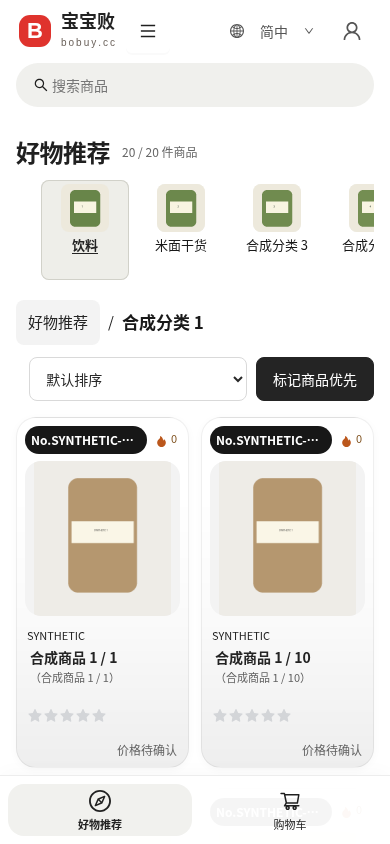 B 宝宝败
bobuy.cc
简中
搜索商品
好物推荐 20 / 20 件商品
饮料 米面干货 合成分类 3 合成分
好物推荐 / 合成分类 1
默认排序 标记商品优先
No.SYNTHETIC-··· 0 No.SYNTHETIC-··· 0
SYNTHETIC SYNTHETIC
合成商品 1 / 1 合成商品 1 / 10
（合成商品 1 / 1） （合成商品 1 / 10）
价格待确认 价格待确认
好物推荐 购物车